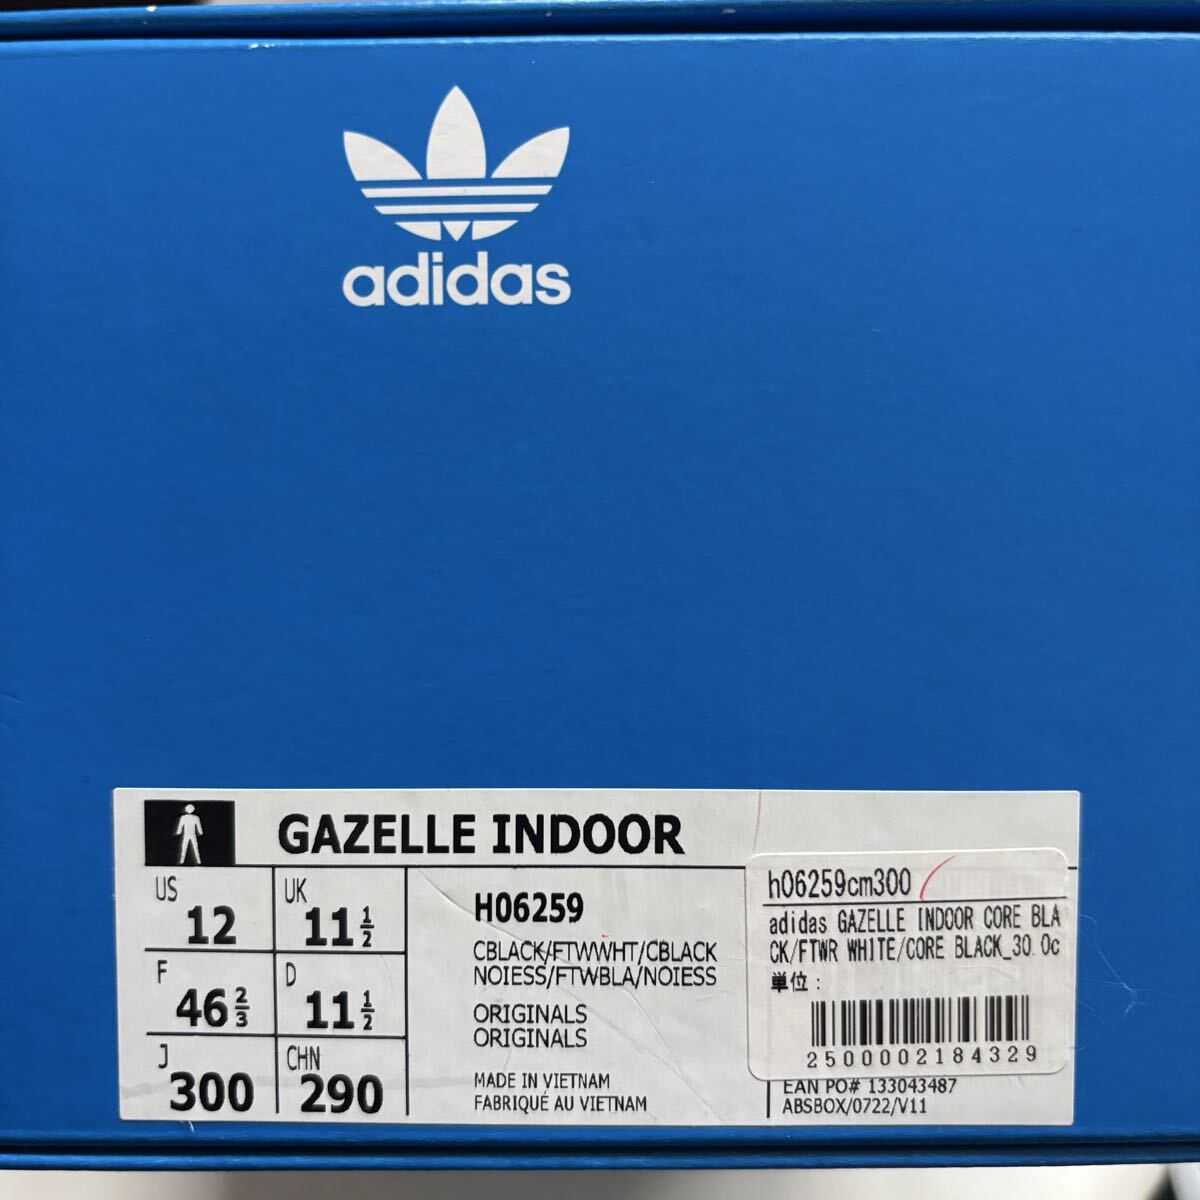 adidas
GAZELLE INDOOR
US 12
UK 11 1/2
F 46 2/3
D 11 1/2
J 300
CHN 290
H06259
CBLACK/FTWWHT/CBLACK
NOIESS/FTWBLA/NOIESS
ORIGINALS
ORIGINALS
MADE IN VIETNAM
FABRIQUÉ AU VIETNAM
h06259cm300
adidas GAZELLE INDOOR CORE BLA
CK/FTWR WHITE/CORE BLACK_30.0c
単位:
2500002184329
EAN PO# 133043487
ABSBOX/0722/V11